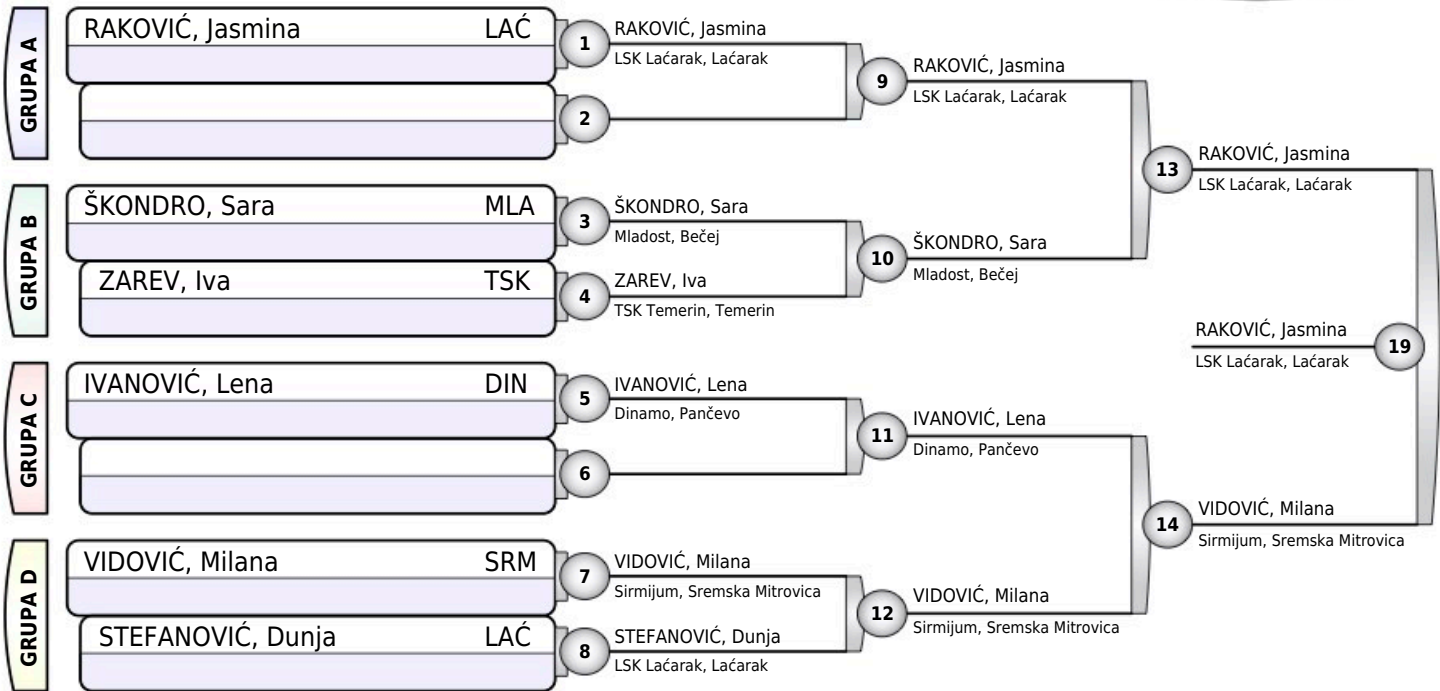 GRUPA A
RAKOVIĆ, Jasmina LAĆ
1
RAKOVIĆ, Jasmina
LSK Laćarak, Laćarak
2
9
RAKOVIĆ, Jasmina
LSK Laćarak, Laćarak
GRUPA B
ŠKONDRO, Sara MLA
3
ŠKONDRO, Sara
Mladost, Bečej
ZAREV, Iva TSK
4
ZAREV, Iva
TSK Temerin, Temerin
10
ŠKONDRO, Sara
Mladost, Bečej
13
RAKOVIĆ, Jasmina
LSK Laćarak, Laćarak
RAKOVIĆ, Jasmina
LSK Laćarak, Laćarak
19
GRUPA C
IVANOVIĆ, Lena DIN
5
IVANOVIĆ, Lena
Dinamo, Pančevo
6
11
IVANOVIĆ, Lena
Dinamo, Pančevo
GRUPA D
VIDOVIĆ, Milana SRM
7
VIDOVIĆ, Milana
Sirmijum, Sremska Mitrovica
STEFANOVIĆ, Dunja LAĆ
8
STEFANOVIĆ, Dunja
LSK Laćarak, Laćarak
12
VIDOVIĆ, Milana
Sirmijum, Sremska Mitrovica
14
VIDOVIĆ, Milana
Sirmijum, Sremska Mitrovica